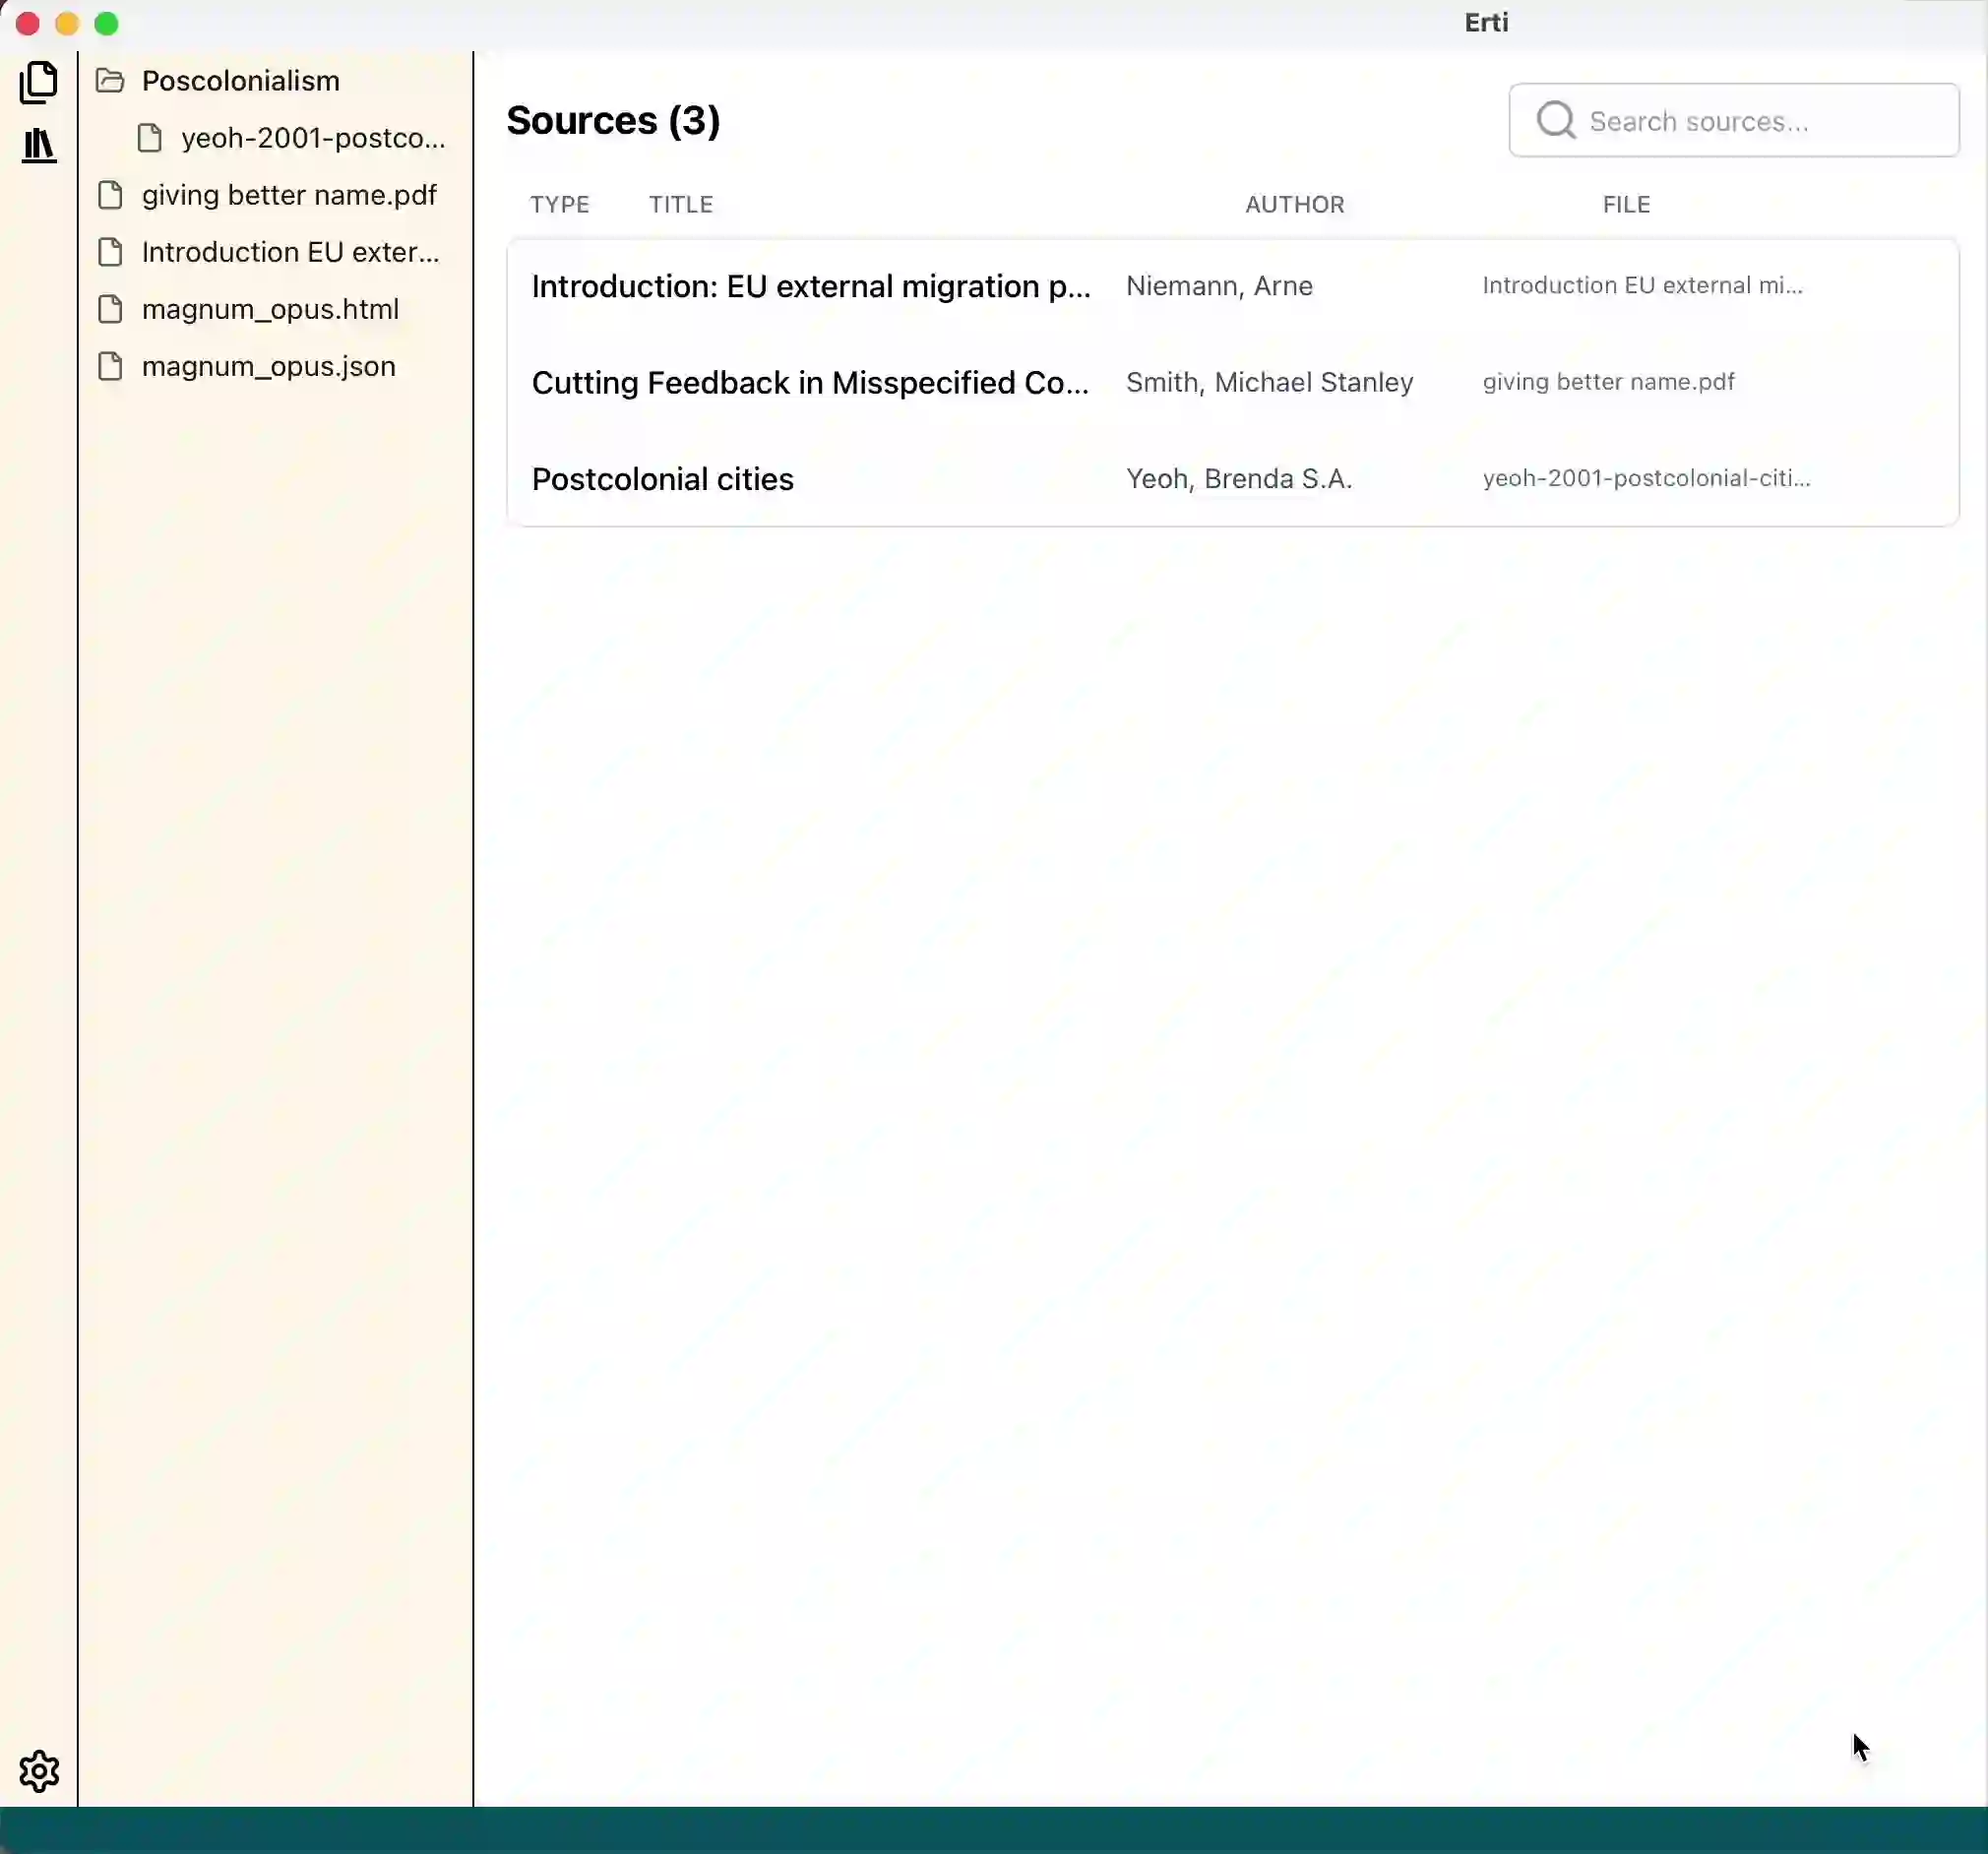 Erti
Poscolonialism
yeoh-2001-postco...
giving better name.pdf
Introduction EU exter...
magnum_opus.html
magnum_opus.json
Sources (3)
Search sources...
TYPE TITLE AUTHOR FILE
Introduction: EU external migration p... Niemann, Arne Introduction EU external mi...
Cutting Feedback in Misspecified Co... Smith, Michael Stanley giving better name.pdf
Postcolonial cities Yeoh, Brenda S.A. yeoh-2001-postcolonial-citi...